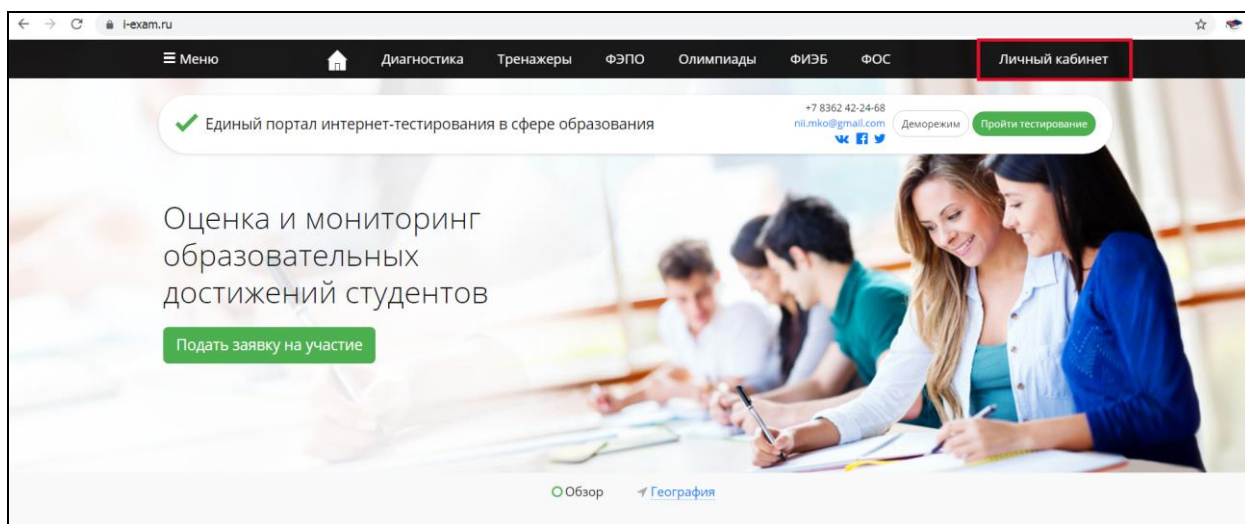 i-exam.ru
Меню
Диагностика
Тренажеры
ФЭПО
Олимпиады
ФИЭБ
ФОС
Личный кабинет
Единый портал интернет-тестирования в сфере образования
+7 8362 42-24-68
nii.mko@gmail.com
Деморежим
Пройти тестирование
Оценка и мониторинг
образовательных
достижений студентов
Подать заявку на участие
Обзор
География